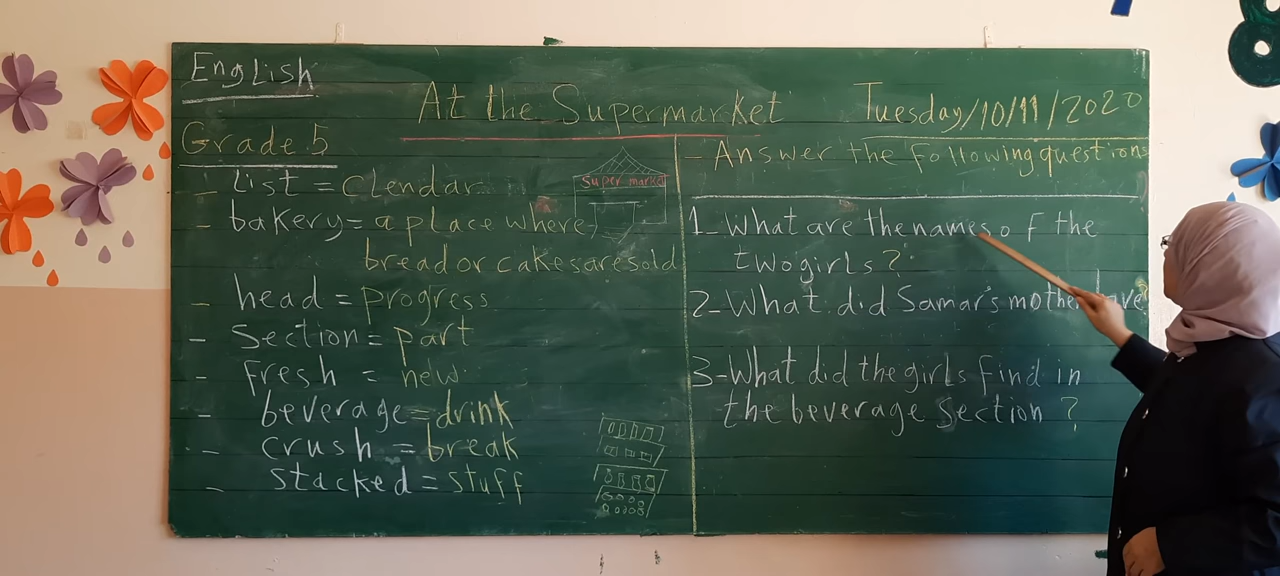 English
At the Supermarket
Tuesday/10/11/2020
Grade.5
- List = Clendar
- bakery = a place where
bread or cakes are sold
- head = progress
- Section = part
- Fresh = new.
- beverage = drink
- crush = break
- stacked = stuff
Super market
- Answer the following questions
1- What are the names of the
two girls?
2- What did Samar's mother have?
3- What did the girls find in
the beverage section?